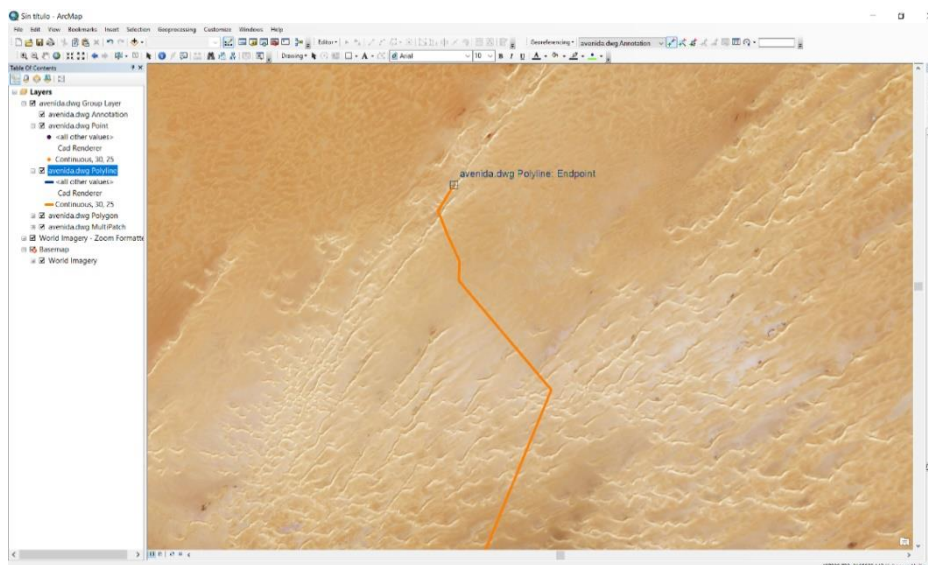 Sin título - ArcMap
File Edit View Bookmarks Insert Selection Geoprocessing Customize Windows Help
Editor Georeferencing avenida.dwg Annotation
Drawing Arial 10 B I U A
Table Of Contents
Layers
avenida.dwg Group Layer
avenida.dwg Annotation
avenida.dwg Point
<all other values>
Cad Renderer
Continuous, 30, 25
avenida.dwg Polyline
<all other values>
Cad Renderer
Continuous, 30, 25
avenida.dwg Polygon
avenida.dwg MultiPatch
World Imagery - Zoom Formatte
Basemap
World Imagery
avenida.dwg Polyline: Endpoint